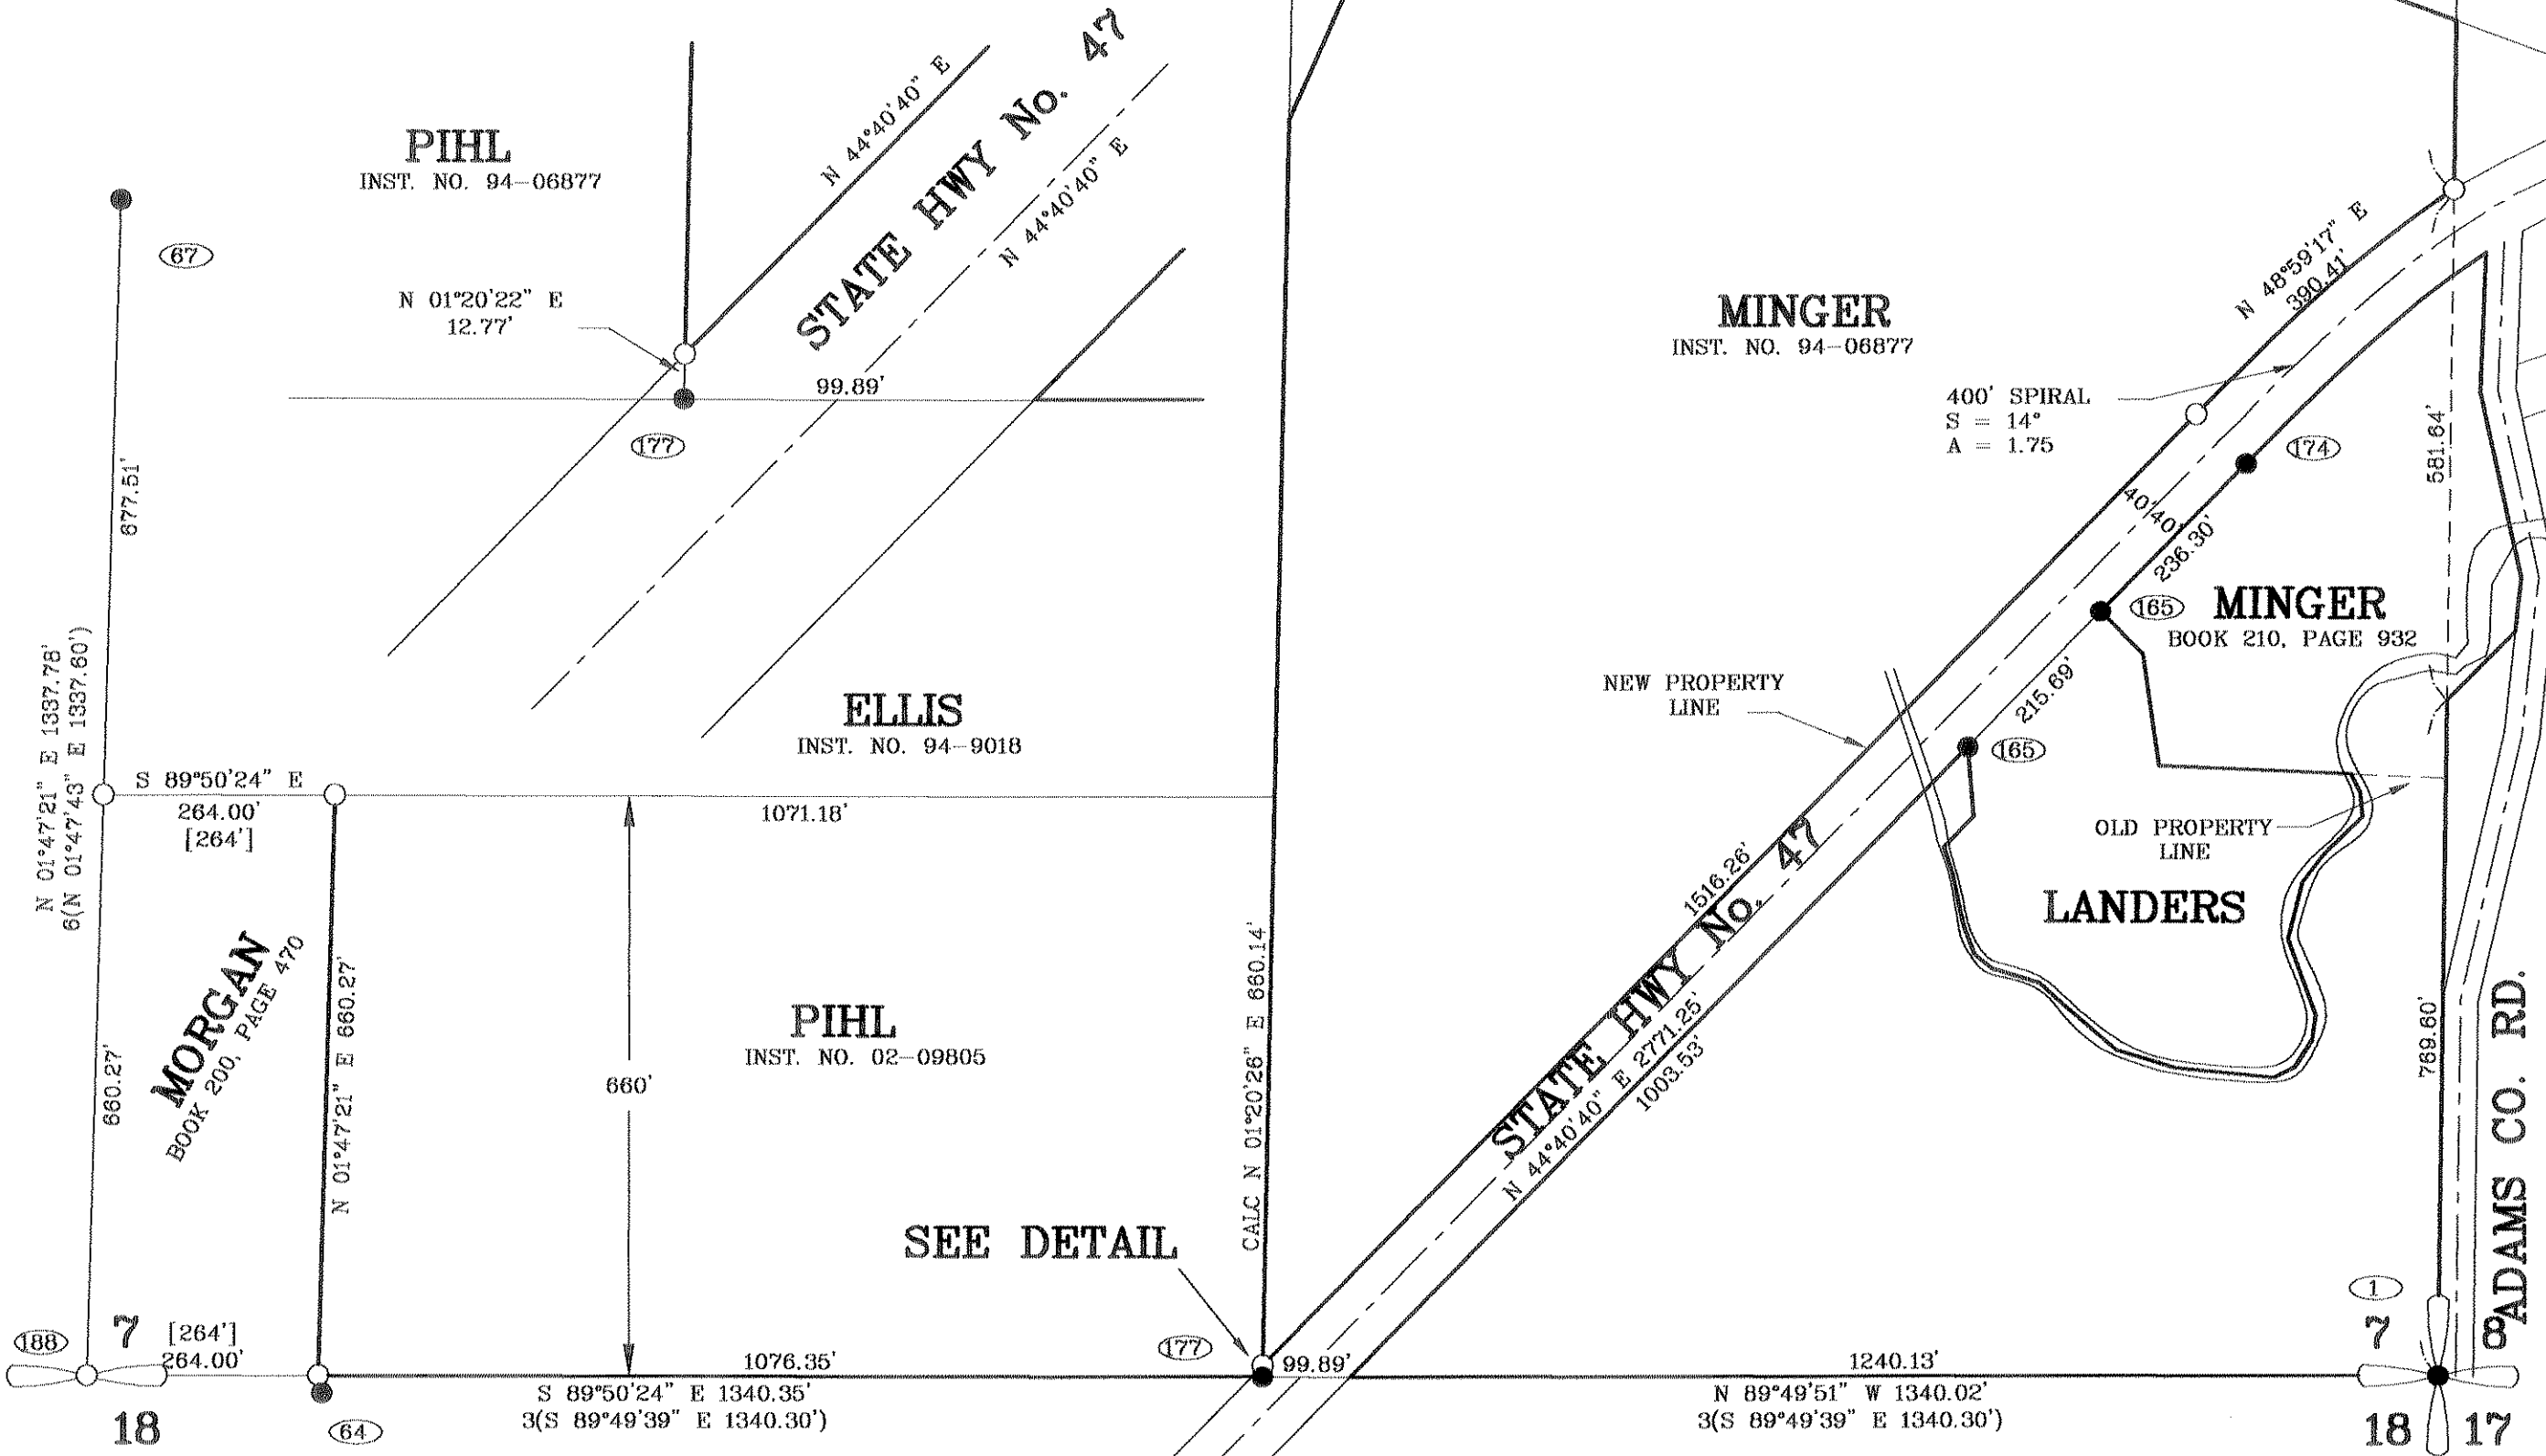 PIHL
INST. NO. 94-06877
67
N 01°20'22" E
12.77'
N 44°40'40" E
STATE HWY No. 47
N 44°40'40" E
99.89'
177
677.51'
N 01°47'21" E 1337.78'
6(N 01°47'43" E 1337.60')
ELLIS
INST. NO. 94-9018
S 89°50'24" E
264.00'
[264']
1071.18'
MORGAN
BOOK 200, PAGE 470
660.27'
N 01°47'21" E 660.27'
660'
PIHL
INST. NO. 02-09805
SEE DETAIL
CALC N 01°20'26" E 660.14'
188
7
[264']
264.00'
18
64
1076.35'
S 89°50'24" E 1340.35'
3(S 89°49'39" E 1340.30')
177
99.89'
MINGER
INST. NO. 94-06877
N 48°59'17" E
390.41'
400' SPIRAL
S = 14°
A = 1.75
174
581.64'
40'
40'
236.30'
165
MINGER
BOOK 210, PAGE 932
NEW PROPERTY
LINE
215.69'
165
OLD PROPERTY
LINE
LANDERS
1516.26'
STATE HWY No. 47
N 44°40'40" E 2771.25'
1003.53'
769.60'
ADAMS CO. RD.
1
7
8
1240.13'
N 89°49'51" W 1340.02'
3(S 89°49'39" E 1340.30')
18
17